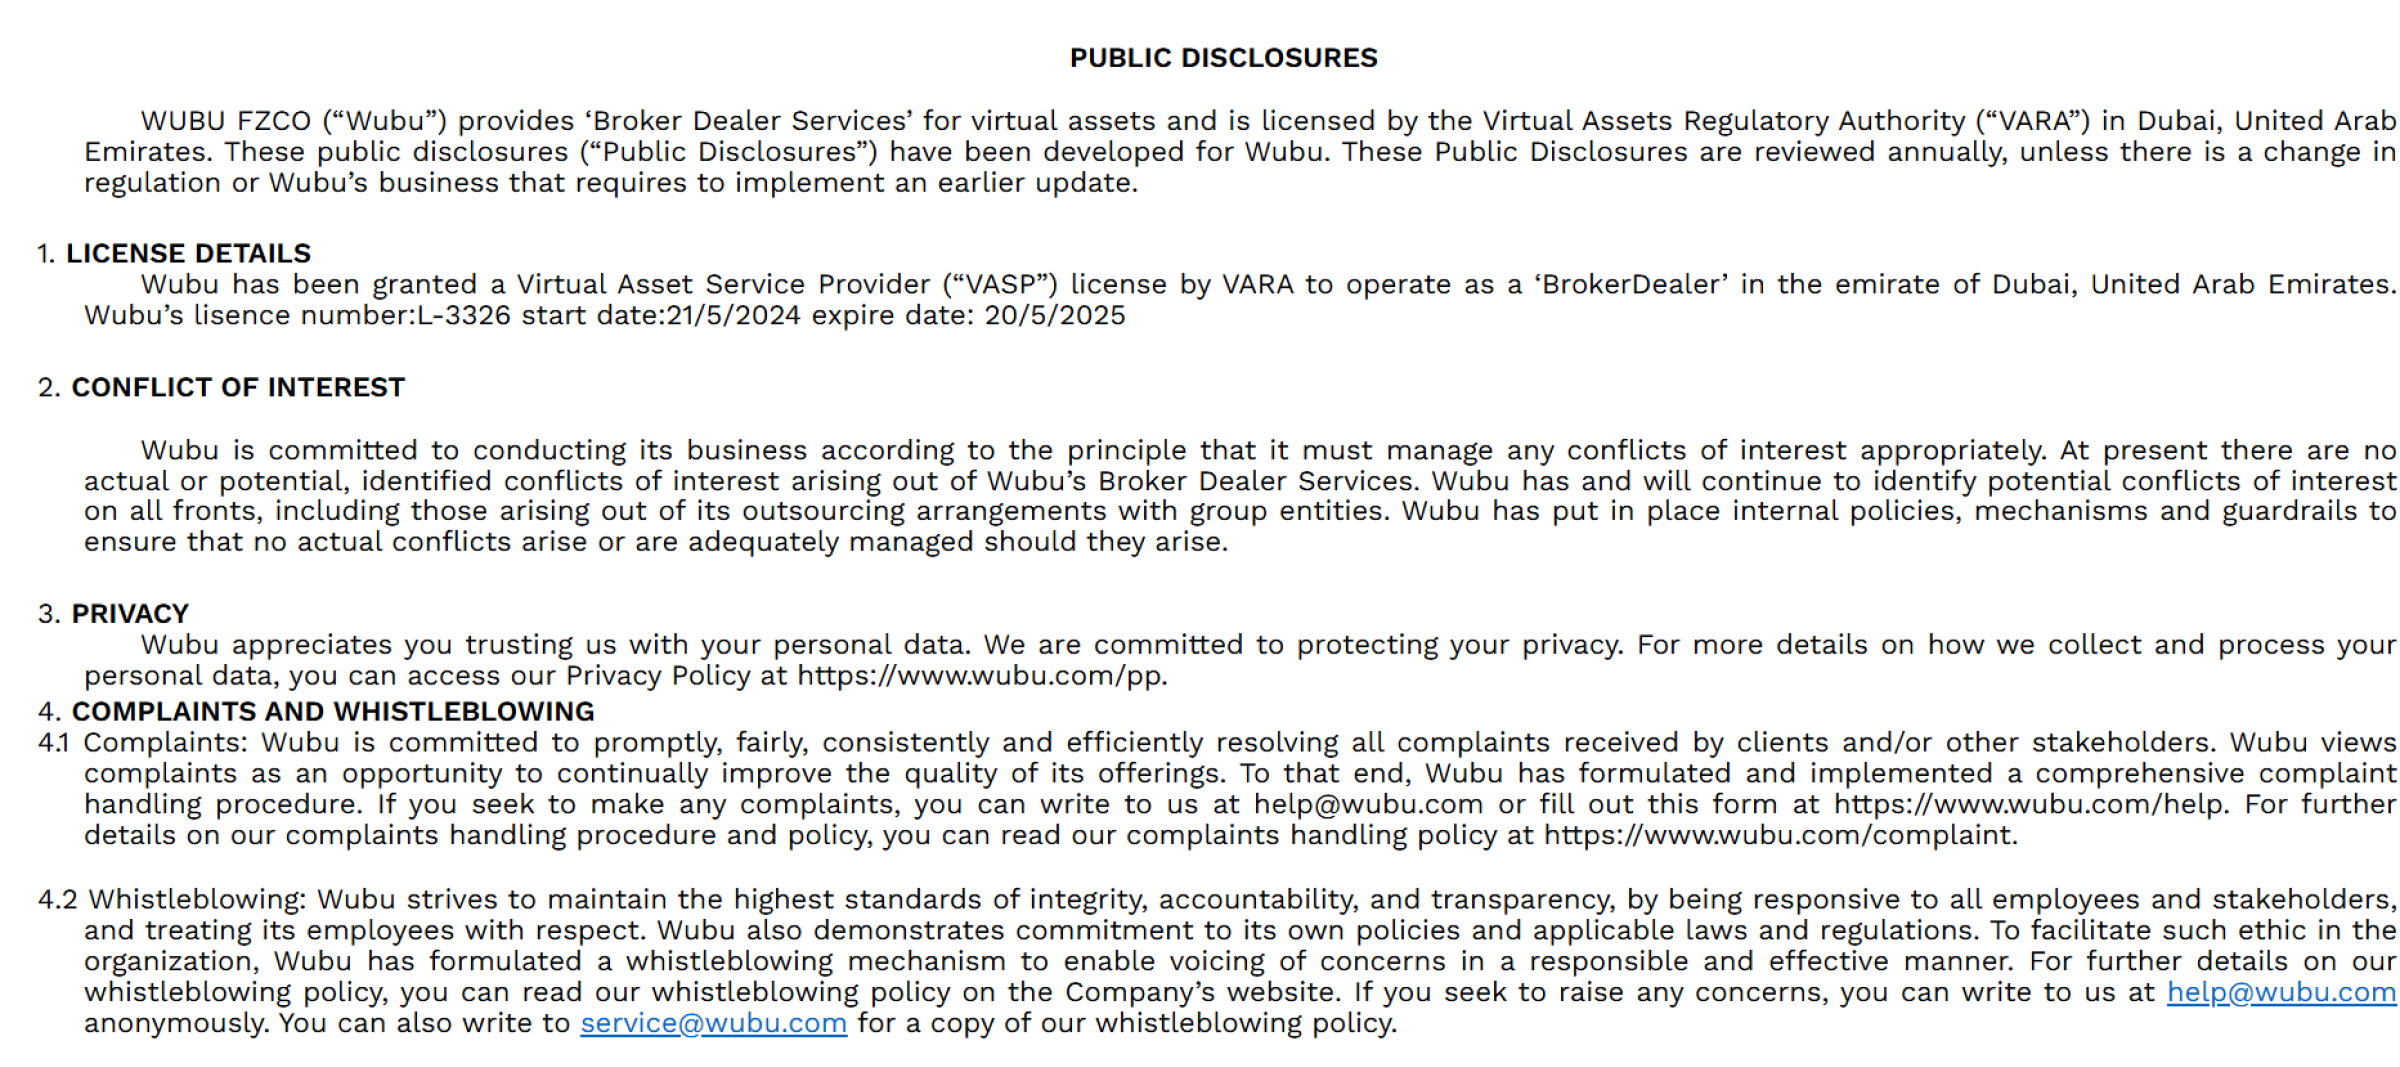 PUBLIC DISCLOSURES
WUBU FZCO (“Wubu”) provides ‘Broker Dealer Services’ for virtual assets and is licensed by the Virtual Assets Regulatory Authority (“VARA”) in Dubai, United Arab
Emirates. These public disclosures (“Public Disclosures”) have been developed for Wubu. These Public Disclosures are reviewed annually, unless there is a change in
regulation or Wubu’s business that requires to implement an earlier update.
1. LICENSE DETAILS
Wubu has been granted a Virtual Asset Service Provider (“VASP”) license by VARA to operate as a ‘BrokerDealer’ in the emirate of Dubai, United Arab Emirates.
Wubu’s lisence number:L-3326 start date:21/5/2024 expire date: 20/5/2025
2. CONFLICT OF INTEREST
Wubu is committed to conducting its business according to the principle that it must manage any conflicts of interest appropriately. At present there are no
actual or potential, identified conflicts of interest arising out of Wubu’s Broker Dealer Services. Wubu has and will continue to identify potential conflicts of interest
on all fronts, including those arising out of its outsourcing arrangements with group entities. Wubu has put in place internal policies, mechanisms and guardrails to
ensure that no actual conflicts arise or are adequately managed should they arise.
3. PRIVACY
Wubu appreciates you trusting us with your personal data. We are committed to protecting your privacy. For more details on how we collect and process your
personal data, you can access our Privacy Policy at https://www.wubu.com/pp.
4. COMPLAINTS AND WHISTLEBLOWING
4.1 Complaints: Wubu is committed to promptly, fairly, consistently and efficiently resolving all complaints received by clients and/or other stakeholders. Wubu views
complaints as an opportunity to continually improve the quality of its offerings. To that end, Wubu has formulated and implemented a comprehensive complaint
handling procedure. If you seek to make any complaints, you can write to us at help@wubu.com or fill out this form at https://www.wubu.com/help. For further
details on our complaints handling procedure and policy, you can read our complaints handling policy at https://www.wubu.com/complaint.
4.2 Whistleblowing: Wubu strives to maintain the highest standards of integrity, accountability, and transparency, by being responsive to all employees and stakeholders,
and treating its employees with respect. Wubu also demonstrates commitment to its own policies and applicable laws and regulations. To facilitate such ethic in the
organization, Wubu has formulated a whistleblowing mechanism to enable voicing of concerns in a responsible and effective manner. For further details on our
whistleblowing policy, you can read our whistleblowing policy on the Company’s website. If you seek to raise any concerns, you can write to us at help@wubu.com
anonymously. You can also write to service@wubu.com for a copy of our whistleblowing policy.